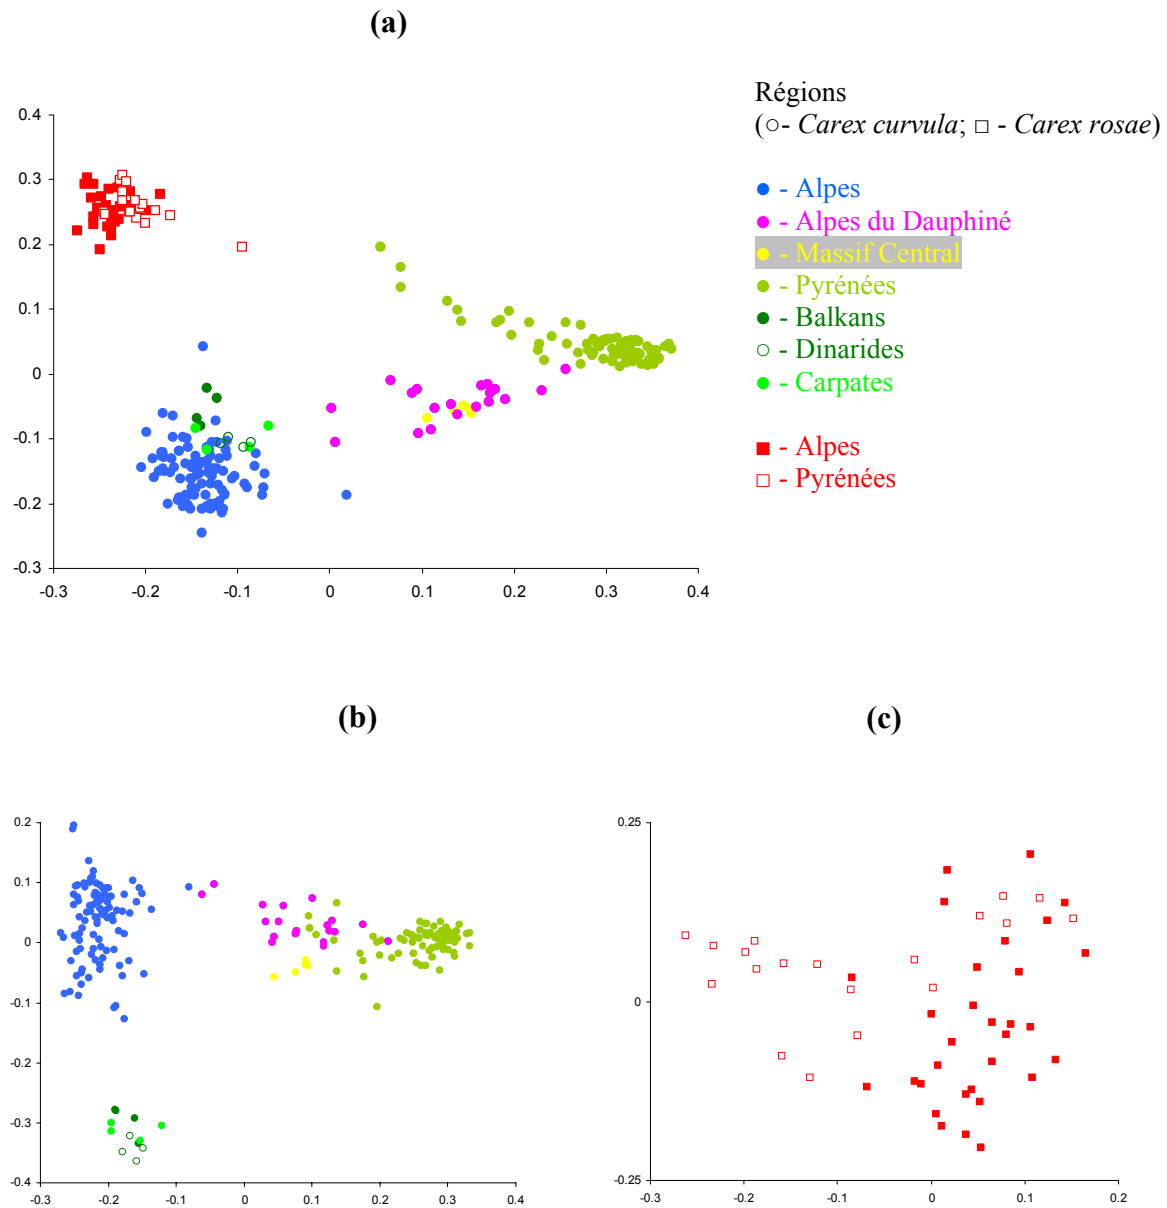 (a)
Régions
(○- Carex curvula; □ - Carex rosae)
● - Alpes
● - Alpes du Dauphiné
● - Massif Central
● - Pyrénées
● - Balkans
○ - Dinarides
● - Carpates
■ - Alpes
□ - Pyrénées
0.4
0.3
0.2
0.1
0
-0.1
-0.2
-0.3
-0.3 -0.2 -0.1 0 0.1 0.2 0.3 0.4
(b) (c)
0.2
0.1
0
-0.1
-0.2
-0.3
-0.4
-0.3 -0.2 -0.1 0 0.1 0.2 0.3 0.4
0.25
0
-0.25
-0.3 -0.2 -0.1 0 0.1 0.2